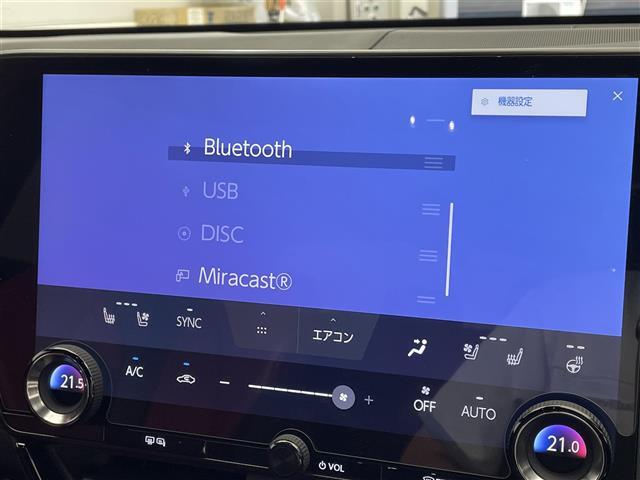 機器設定
Bluetooth
USB
DISC
Miracast®
SYNC
エアコン
A/C
21.5
OFF
AUTO
21.0
VOL